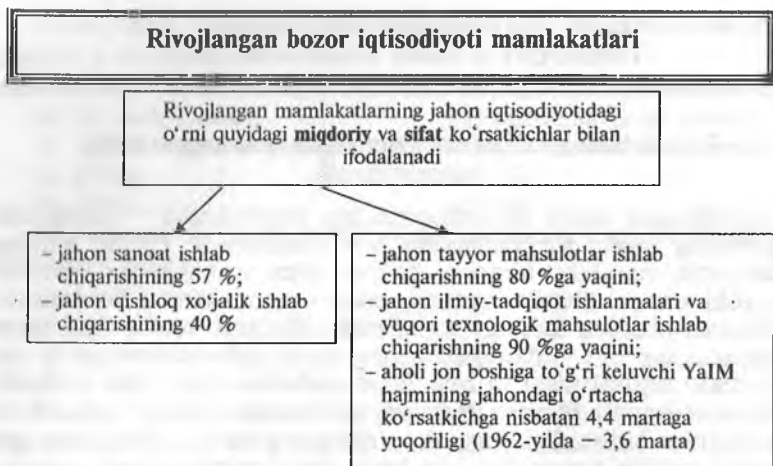 Rivojlangan bozor iqtisodiyoti mamlakatlari
Rivojlangan mamlakatlarning jahon iqtisodiyotidagi
o‘rni quyidagi miqdoriy va sifat ko‘rsatkichlar bilan
ifodalanadi
– jahon sanoat ishlab
chiqarishining 57 %;
– jahon qishloq xo‘jalik ishlab
chiqarishining 40 %
– jahon tayyor mahsulotlar ishlab
chiqarishning 80 %ga yaqini;
– jahon ilmiy-tadqiqot ishlanmalari va
yuqori texnologik mahsulotlar ishlab
chiqarishning 90 %ga yaqini;
– aholi jon boshiga to‘g‘ri keluvchi YaIM
hajmining jahondagi o‘rtacha
ko‘rsatkichga nisbatan 4,4 martaga
yuqoriligi (1962-yilda – 3,6 marta)